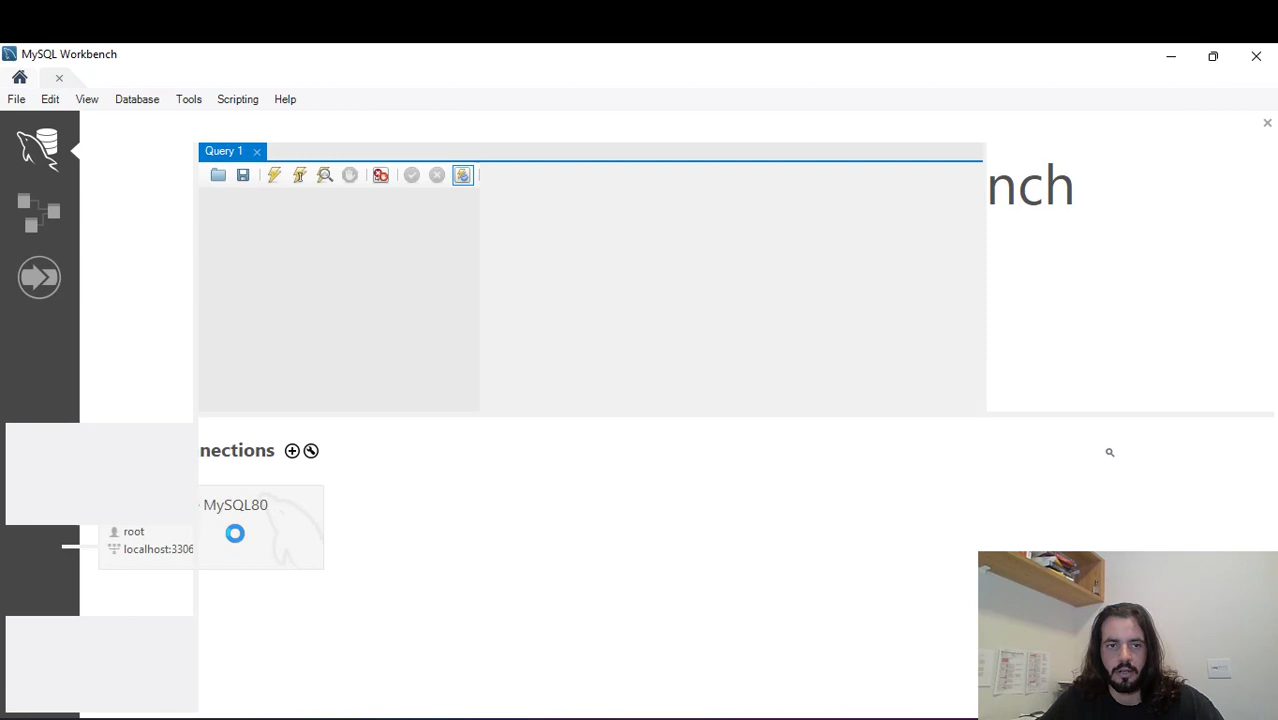 MySQL Workbench
File Edit View Database Tools Scripting Help
Query 1
nch
nections
MySQL80
root
localhost:3306